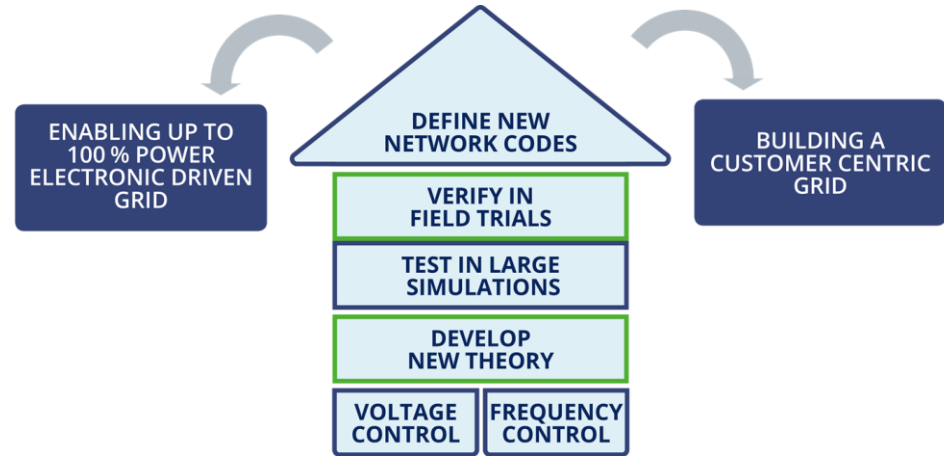 DEFINE NEW
NETWORK CODES
ENABLING UP TO
100 % POWER
ELECTRONIC DRIVEN
GRID
BUILDING A
CUSTOMER CENTRIC
GRID
VERIFY IN
FIELD TRIALS
TEST IN LARGE
SIMULATIONS
DEVELOP
NEW THEORY
VOLTAGE
CONTROL
FREQUENCY
CONTROL